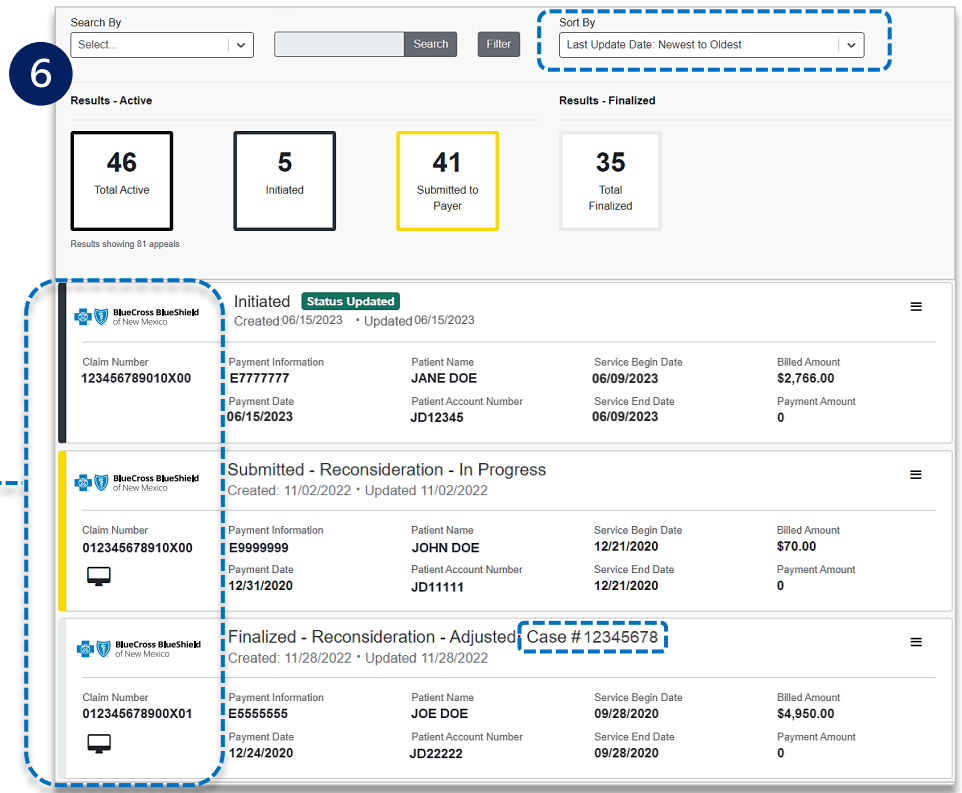 6
Search By
Select...
Search
Filter
Sort By
Last Update Date: Newest to Oldest
Results - Active
Results - Finalized
46
Total Active
5
Initiated
41
Submitted to
Payer
35
Total
Finalized
Results showing 81 appeals
BlueCross BlueShield
of New Mexico
Initiated Status Updated
Created:06/15/2023 • Updated 06/15/2023
Claim Number
123456789010X00
Payment Information
E7777777
Patient Name
JANE DOE
Service Begin Date
06/09/2023
Billed Amount
$2,766.00
Payment Date
06/15/2023
Patient Account Number
JD12345
Service End Date
06/09/2023
Payment Amount
0
BlueCross BlueShield
of New Mexico
Submitted - Reconsideration - In Progress
Created: 11/02/2022 • Updated 11/02/2022
Claim Number
012345678910X00
Payment Information
E9999999
Patient Name
JOHN DOE
Service Begin Date
12/21/2020
Billed Amount
$70.00
Payment Date
12/31/2020
Patient Account Number
JD11111
Service End Date
12/21/2020
Payment Amount
0
BlueCross BlueShield
of New Mexico
Finalized - Reconsideration - Adjusted Case #12345678
Created: 11/28/2022 • Updated 11/28/2022
Claim Number
012345678900X01
Payment Information
E5555555
Patient Name
JOE DOE
Service Begin Date
09/28/2020
Billed Amount
$4,950.00
Payment Date
12/24/2020
Patient Account Number
JD22222
Service End Date
09/28/2020
Payment Amount
0